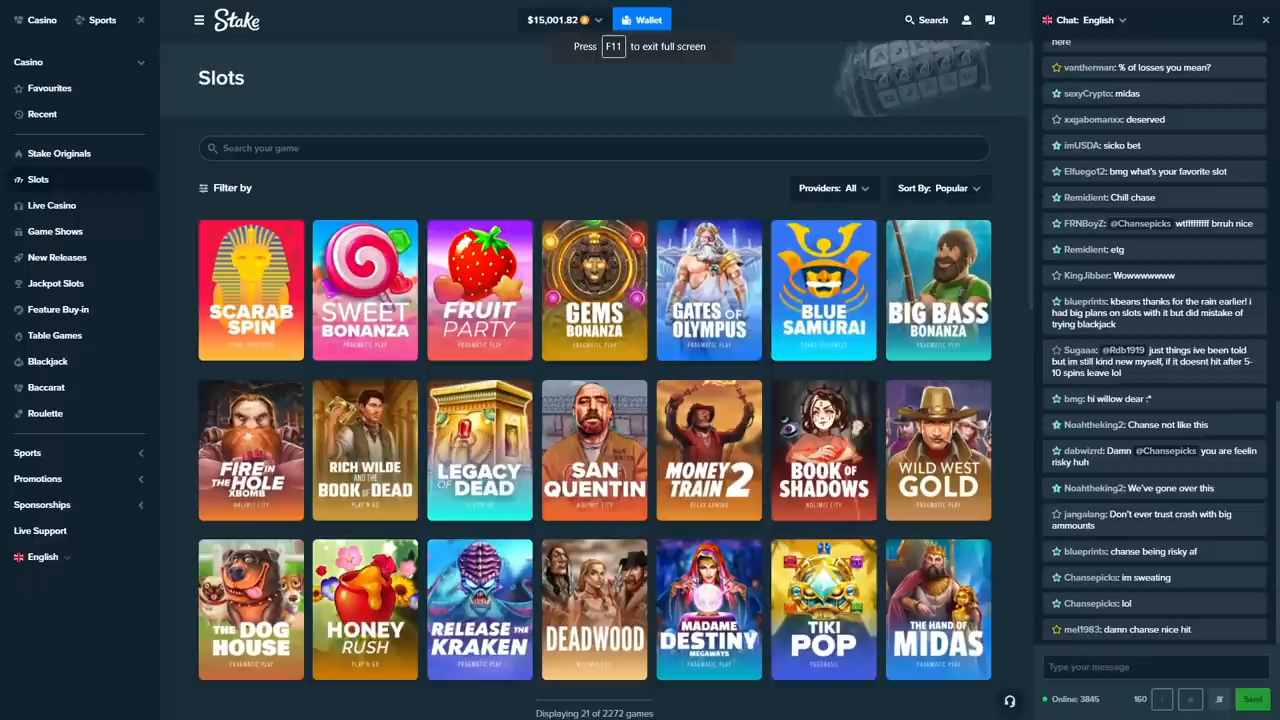 Casino
Sports
Casino
Favourites
Recent
Stake Originals
Slots
Live Casino
Game Shows
New Releases
Jackpot Slots
Feature Buy-in
Table Games
Blackjack
Baccarat
Roulette
Sports
Promotions
Sponsorships
Live Support
English
Stake
$15,001.82
Wallet
Search
Press F11 to exit full screen
Slots
Search your game
Filter by
Providers: All
Sort By: Popular
SCARAB
SPIN
SWEET
BONANZA
PRAGMATIC PLAY
FRUIT
PARTY
PRAGMATIC PLAY
GEMS
BONANZA
PRAGMATIC PLAY
GATES OF
OLYMPUS
PRAGMATIC PLAY
BLUE
SAMURAI
BIG BASS
BONANZA
PRAGMATIC PLAY
FIRE IN
THE HOLE
XBOMB
NOLIMIT CITY
RICH WILDE
AND THE
BOOK OF DEAD
PLAY'N GO
LEGACY
OF DEAD
PLAY'N GO
SAN
QUENTIN
NOLIMIT CITY
MONEY
TRAIN 2
RELAX GAMING
BOOK OF
SHADOWS
NOLIMIT CITY
WILD WEST
GOLD
PRAGMATIC PLAY
THE DOG
HOUSE
PRAGMATIC PLAY
HONEY
RUSH
PLAY'N GO
RELEASE THE
KRAKEN
PRAGMATIC PLAY
DEADWOOD
NOLIMIT CITY
MADAME
DESTINY
MEGAWAYS
PRAGMATIC PLAY
TIKI
POP
YGGDRASIL
THE HAND OF
MIDAS
PRAGMATIC PLAY
Displaying 21 of 2272 games
Chat: English
here
vantherman: % of losses you mean?
sexyCrypto: midas
xxgabomanxx: deserved
imUSDA: sicko bet
Elfuego12: bmg what's your favorite slot
Remidient: Chill chase
FRNBoyZ: @Chansepicks wtffffffff brruh nice
Remidient: etg
KingJibber: Wowwwwwww
blueprints: kbeans thanks for the rain earlier! i
had big plans on slots with it but did mistake of
trying blackjack
Sugaaa: @Rdb1919 just things ive been told
but im still kind new myself, if it doesnt hit after 5-
10 spins leave lol
bmg: hi willow dear :*
Noahtheking2: Chanse not like this
dabwizrd: Damn @Chansepicks you are feelin
risky huh
Noahtheking2: We've gone over this
jangalang: Don't ever trust crash with big
ammounts
blueprints: chanse being risky af
Chansepicks: im sweating
Chansepicks: lol
mel1983: damn chanse nice hit
Type your message
Online: 3845
160
Send